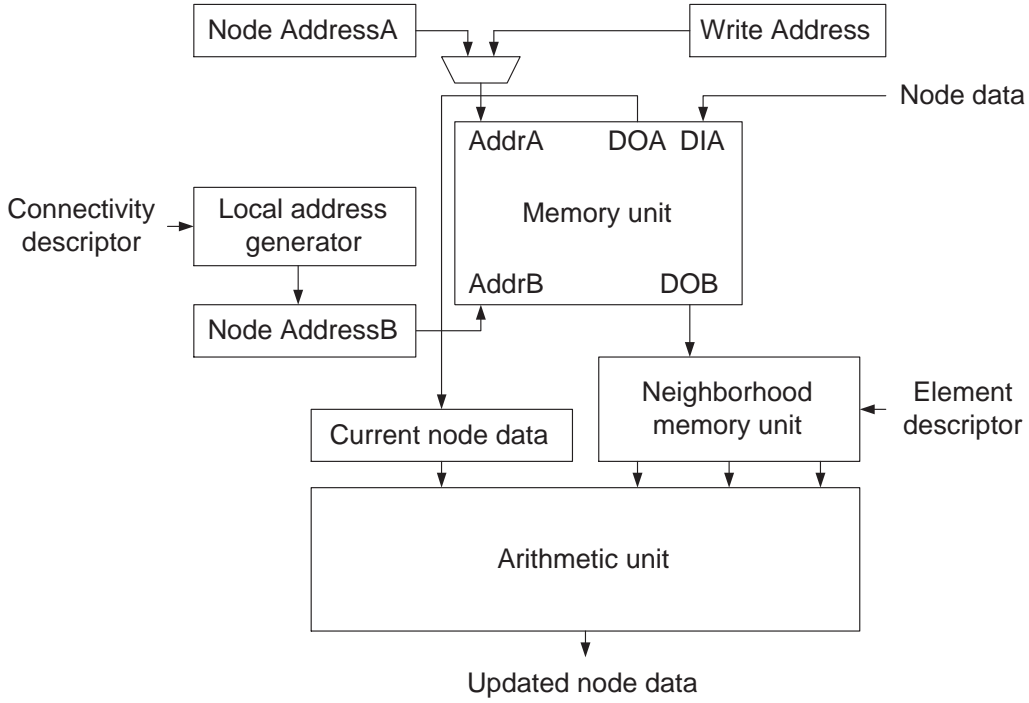 Node AddressA
Write Address
Node data
AddrA
DOA
DIA
Memory unit
Connectivity
descriptor
Local address
generator
AddrB
DOB
Node AddressB
Neighborhood
memory unit
Element
descriptor
Current node data
Arithmetic unit
Updated node data